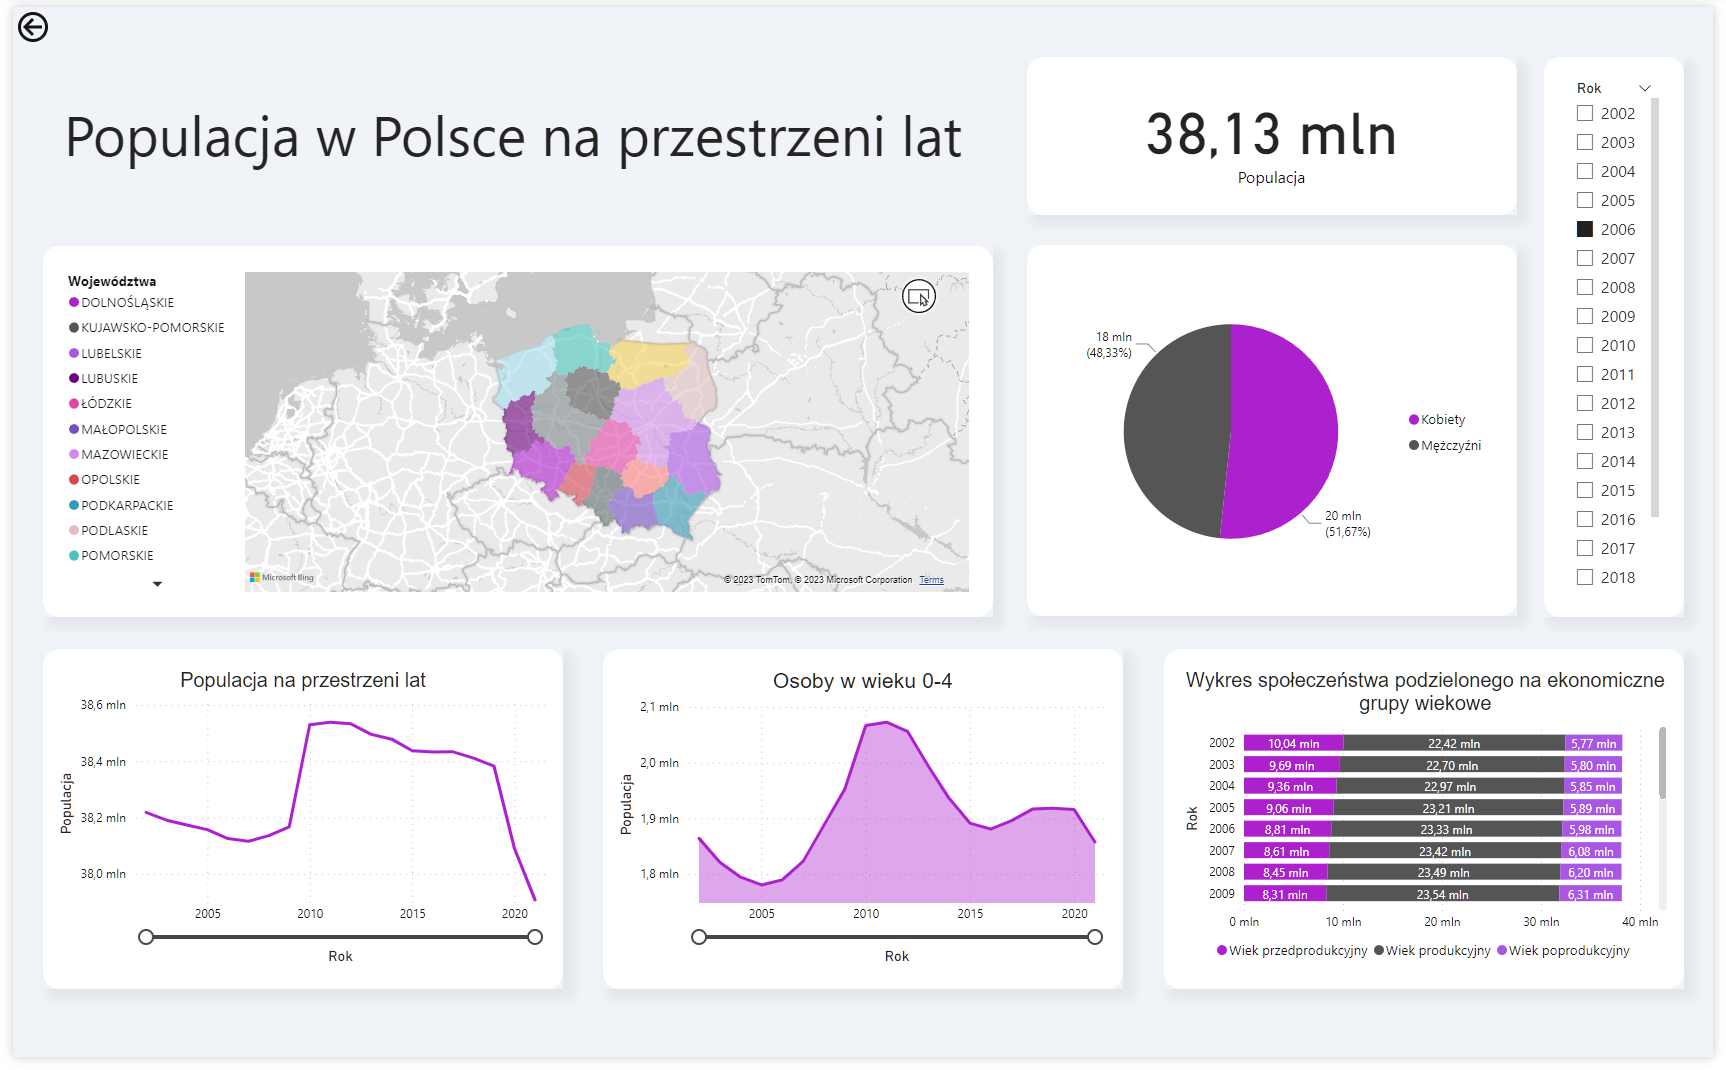 Populacja w Polsce na przestrzeni lat
38,13 mln
Populacja
Rok
2002
2003
2004
2005
2006
2007
2008
2009
2010
2011
2012
2013
2014
2015
2016
2017
2018
Województwa
DOLNOŚLĄSKIE
KUJAWSKO-POMORSKIE
LUBELSKIE
LUBUSKIE
ŁÓDZKIE
MAŁOPOLSKIE
MAZOWIECKIE
OPOLSKIE
PODKARPACKIE
PODLASKIE
POMORSKIE
Microsoft Bing
© 2023 TomTom, © 2023 Microsoft Corporation Terms
18 mln
(48,33%)
20 mln
(51,67%)
Kobiety
Mężczyźni
Populacja na przestrzeni lat
Populacja
38,6 mln
38,4 mln
38,2 mln
38,0 mln
2005 2010 2015 2020
Rok
Osoby w wieku 0-4
Populacja
2,1 mln
2,0 mln
1,9 mln
1,8 mln
2005 2010 2015 2020
Rok
Wykres społeczeństwa podzielonego na ekonomiczne
grupy wiekowe
Rok
2002 10,04 mln 22,42 mln 5,77 mln
2003 9,69 mln 22,70 mln 5,80 mln
2004 9,36 mln 22,97 mln 5,85 mln
2005 9,06 mln 23,21 mln 5,89 mln
2006 8,81 mln 23,33 mln 5,98 mln
2007 8,61 mln 23,42 mln 6,08 mln
2008 8,45 mln 23,49 mln 6,20 mln
2009 8,31 mln 23,54 mln 6,31 mln
0 mln 10 mln 20 mln 30 mln 40 mln
Wiek przedprodukcyjny Wiek produkcyjny Wiek poprodukcyjny